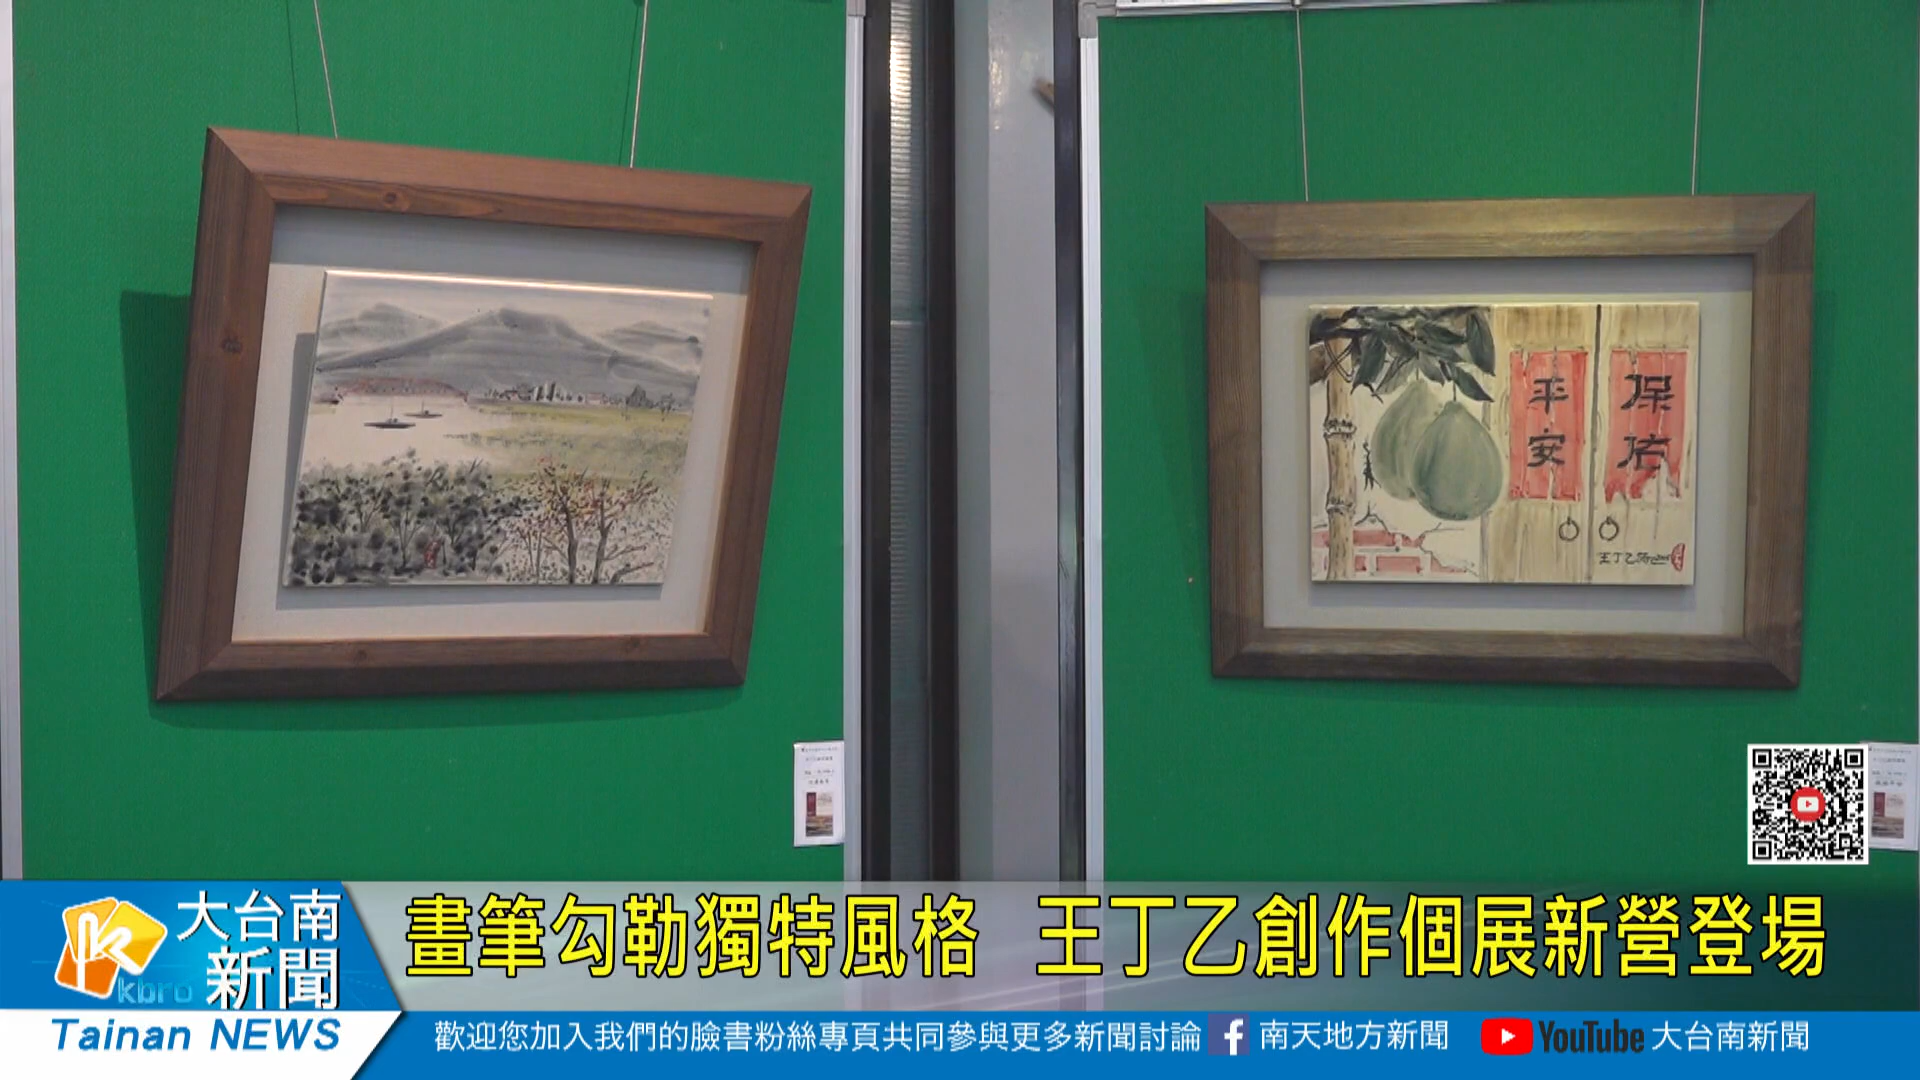 保佑
平安
王丁乙
大台南
新聞
kbro
Tainan NEWS
畫筆勾勒獨特風格 王丁乙創作個展新營登場
歡迎您加入我們的臉書粉絲專頁共同參與更多新聞討論 南天地方新聞 YouTube 大台南新聞